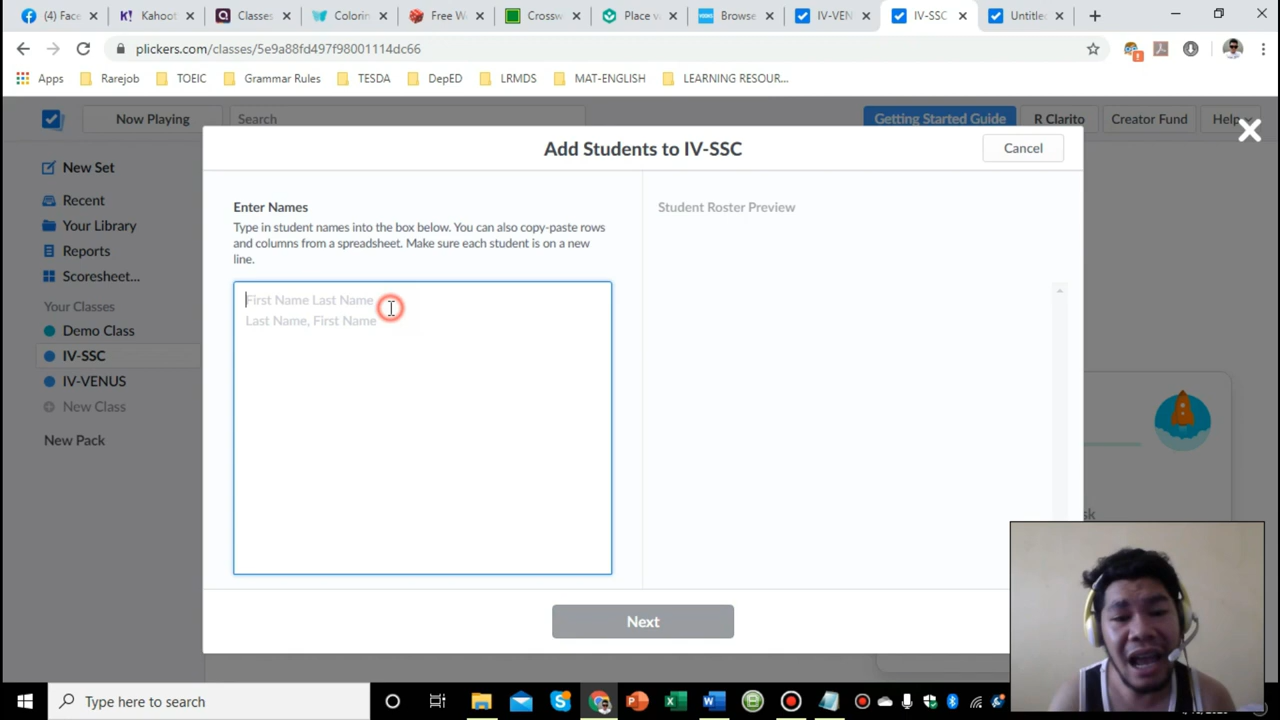 (4) Face
Kahoot
Classes
Colorin
Free W
Crossw
Place v
Browse
IV-VEN
IV-SSC
Untitle
plickers.com/classes/5e9a88fd497f98001114dc66
Apps
Rarejob
TOEIC
Grammar Rules
TESDA
DepED
LRMDS
MAT-ENGLISH
LEARNING RESOUR...
Now Playing
Search
Getting Started Guide
R Clarito
Creator Fund
Help
Add Students to IV-SSC
Cancel
New Set
Recent
Your Library
Reports
Scoresheet...
Your Classes
Demo Class
IV-SSC
IV-VENUS
New Class
New Pack
Enter Names
Type in student names into the box below. You can also copy-paste rows
and columns from a spreadsheet. Make sure each student is on a new
line.
First Name Last Name
Last Name, First Name
Student Roster Preview
Next
Type here to search